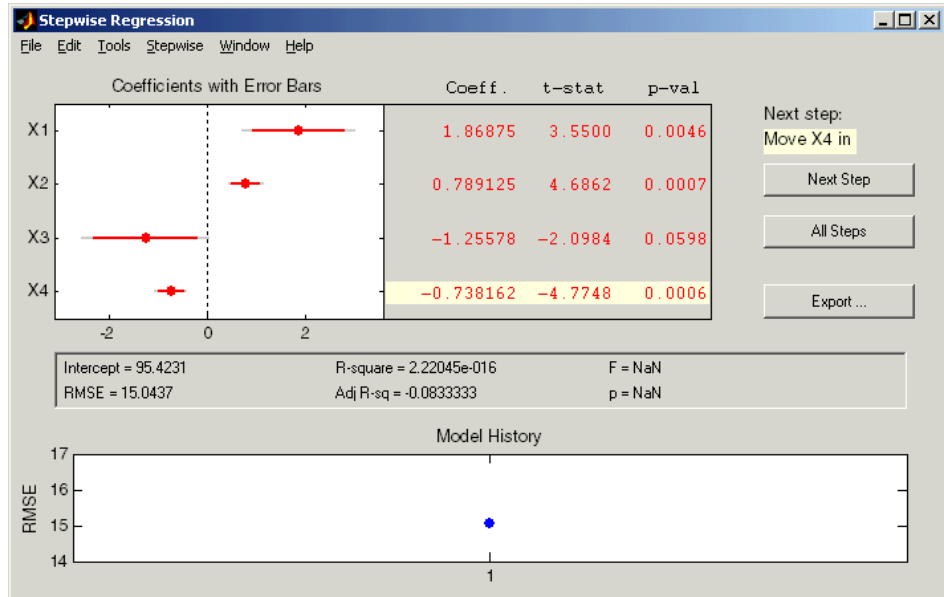 Stepwise Regression
File Edit Tools Stepwise Window Help
Coefficients with Error Bars
Coeff. t-stat p-val
X1 1.86875 3.5500 0.0046
X2 0.789125 4.6862 0.0007
X3 -1.25578 -2.0984 0.0598
X4 -0.738162 -4.7748 0.0006
-2 0 2
Next step:
Move X4 in
Next Step
All Steps
Export ...
Intercept = 95.4231 R-square = 2.22045e-016 F = NaN
RMSE = 15.0437 Adj R-sq = -0.0833333 p = NaN
Model History
17
16
15
14
RMSE
1